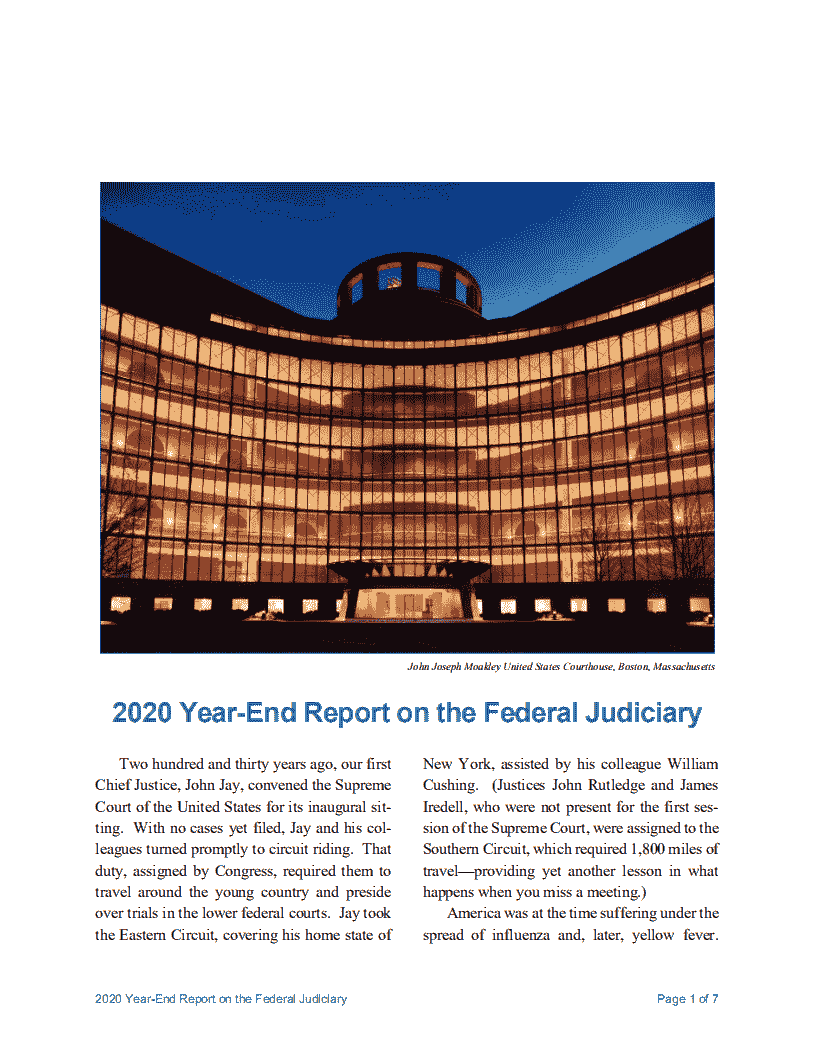 John Joseph Moakley United States Courthouse, Boston, Massachusetts
2020 Year-End Report on the Federal Judiciary
Two hundred and thirty years ago, our first
Chief Justice, John Jay, convened the Supreme
Court of the United States for its inaugural sit-
ting. With no cases yet filed, Jay and his col-
leagues turned promptly to circuit riding. That
duty, assigned by Congress, required them to
travel around the young country and preside
over trials in the lower federal courts. Jay took
the Eastern Circuit, covering his home state of
New York, assisted by his colleague William
Cushing. (Justices John Rutledge and James
Iredell, who were not present for the first ses-
sion of the Supreme Court, were assigned to the
Southern Circuit, which required 1,800 miles of
travel—providing yet another lesson in what
happens when you miss a meeting.)
America was at the time suffering under the
spread of influenza and, later, yellow fever.
2020 Year-End Report on the Federal Judiciary
Page 1 of 7